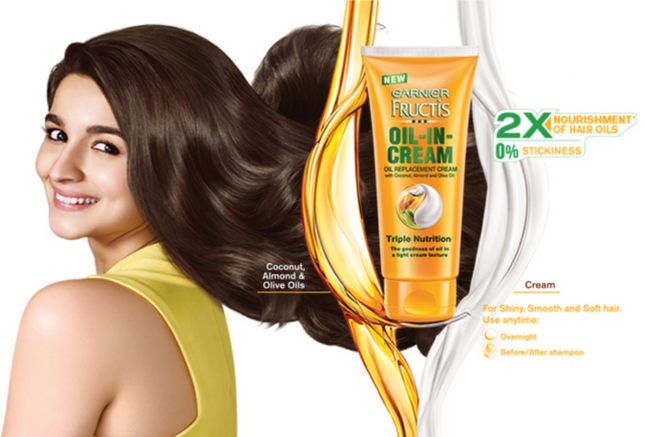 NEW
GARNIER
FRUCTIS
OIL-IN-
CREAM
OIL REPLACEMENT CREAM
with Coconut, Almond and Olive Oil
Triple Nutrition
The goodness of oil in
a light cream texture
2X NOURISHMENT*
OF HAIR OILS
0% STICKINESS
Coconut,
Almond &
Olive Oils
Cream
For Shiny, Smooth and Soft hair.
Use anytime:
Overnight
Before/After shampoo